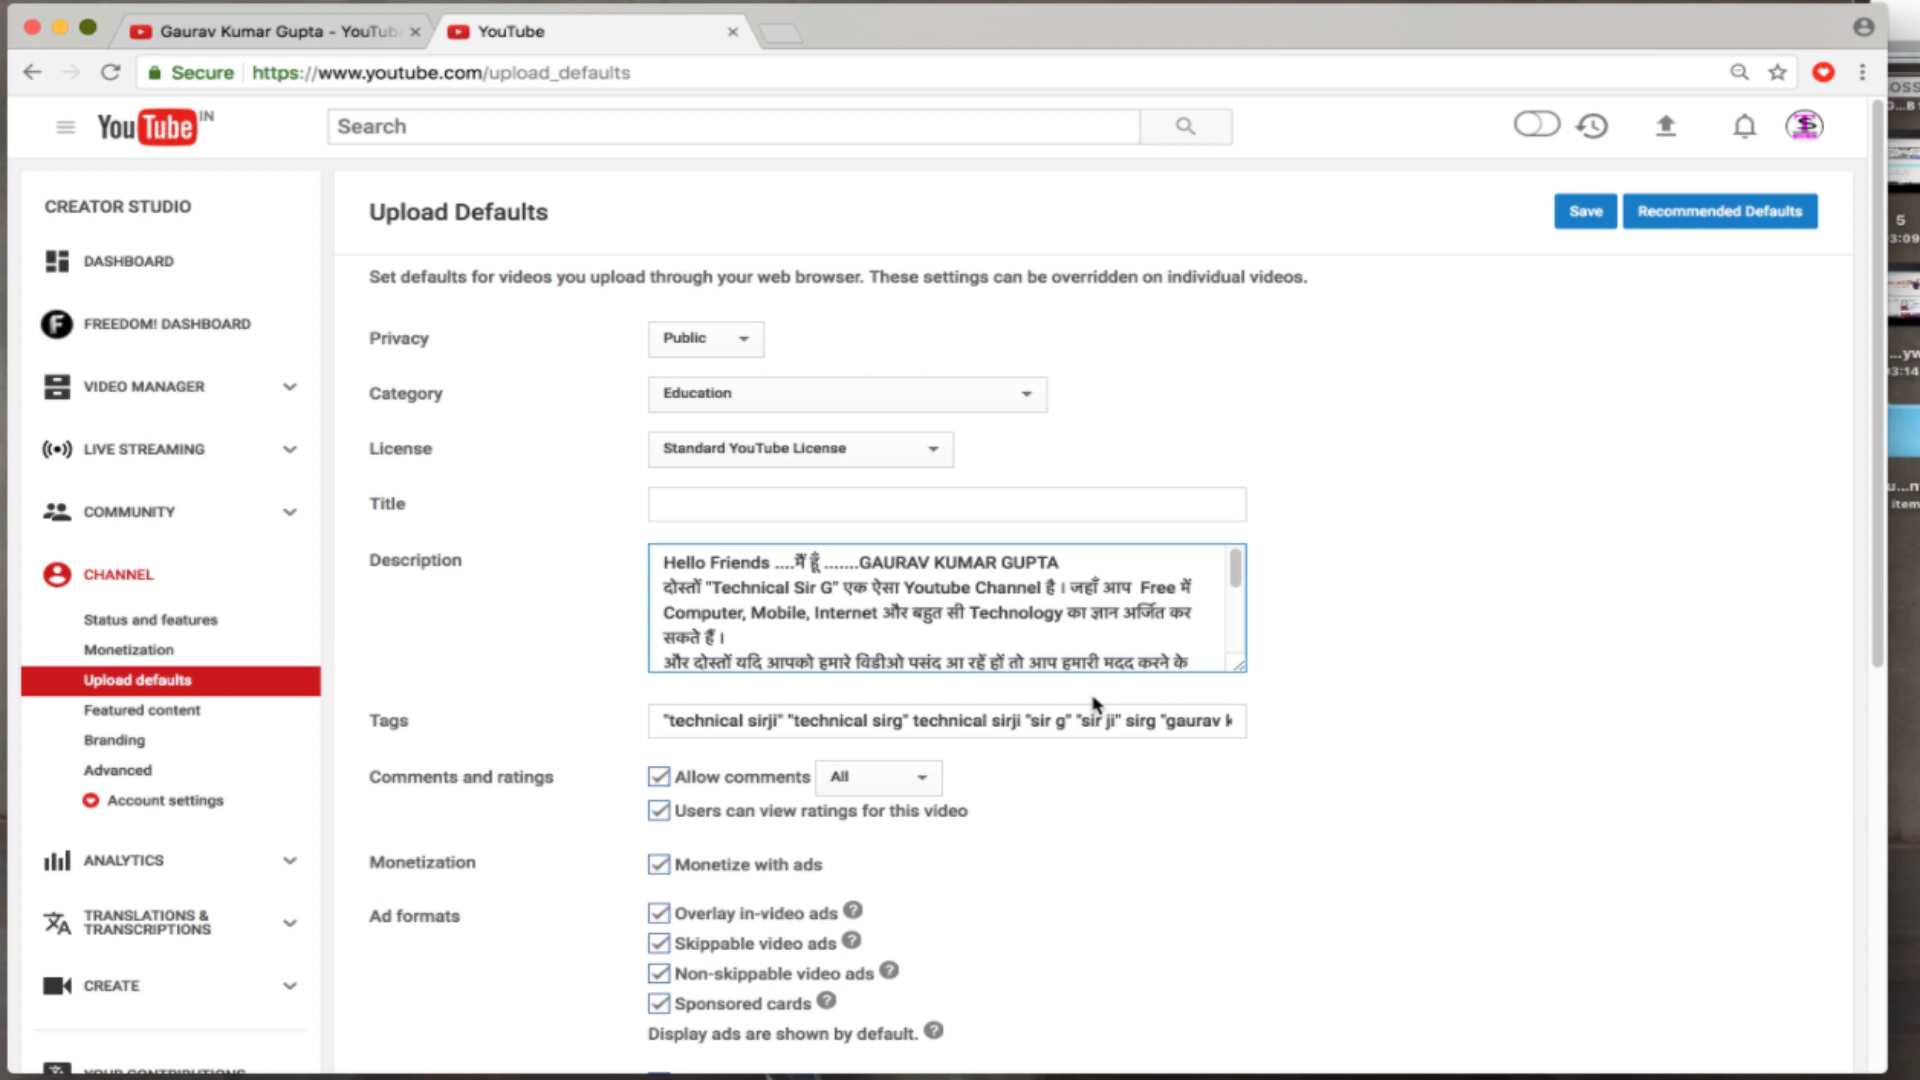 Gaurav Kumar Gupta - YouTub
YouTube
Secure
https://www.youtube.com/upload_defaults
YouTube IN
Search
CREATOR STUDIO
DASHBOARD
FREEDOM! DASHBOARD
VIDEO MANAGER
LIVE STREAMING
COMMUNITY
CHANNEL
Status and features
Monetization
Upload defaults
Featured content
Branding
Advanced
Account settings
ANALYTICS
TRANSLATIONS &
TRANSCRIPTIONS
CREATE
YOUR CONTRIBUTIONS
Upload Defaults
Save
Recommended Defaults
Set defaults for videos you upload through your web browser. These settings can be overridden on individual videos.
Privacy
Public
Category
Education
License
Standard YouTube License
Title
Description
Hello Friends ....मैं हूँ .......GAURAV KUMAR GUPTA
दोस्तों "Technical Sir G" एक ऐसा Youtube Channel है । जहाँ आप Free में
Computer, Mobile, Internet और बहुत सी Technology का ज्ञान अर्जित कर
सकते हैं ।
और दोस्तों यदि आपको हमारे विडीओ पसंद आ रहें हों तो आप हमारी मदद करने के
Tags
"technical sirji" "technical sirg" technical sirji "sir g" "sir ji" sirg "gaurav k
Comments and ratings
Allow comments
All
Users can view ratings for this video
Monetization
Monetize with ads
Ad formats
Overlay in-video ads
Skippable video ads
Non-skippable video ads
Sponsored cards
Display ads are shown by default.
5
3:09
3:14
item